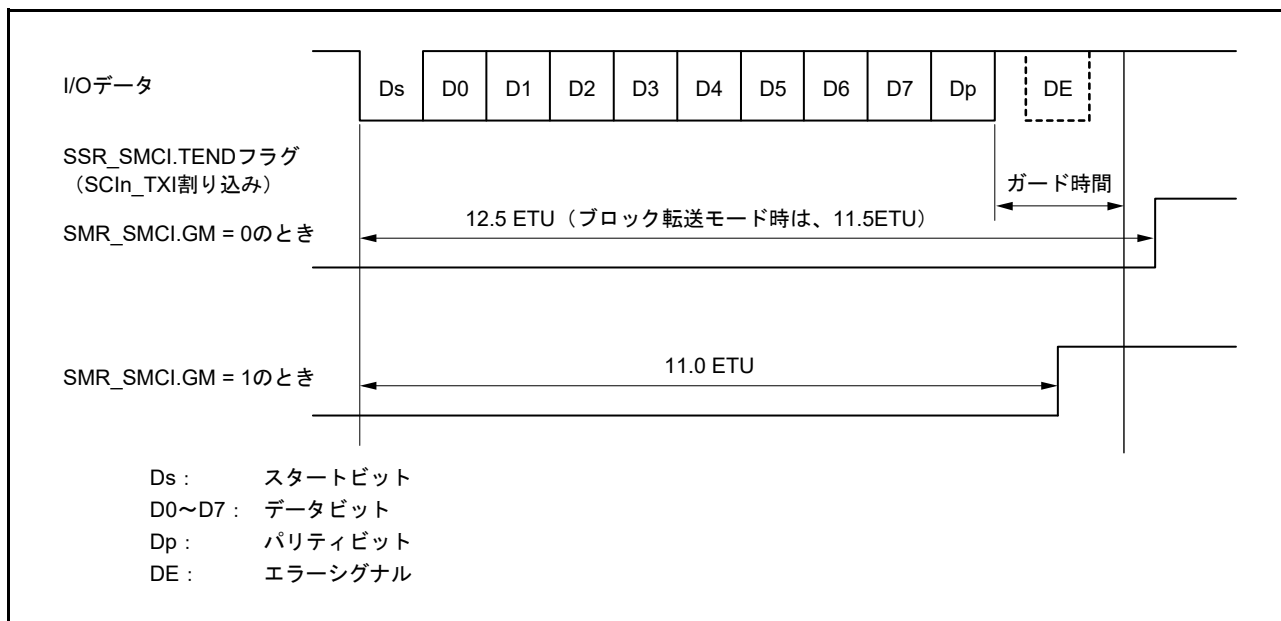 I/Oデータ
Ds D0 D1 D2 D3 D4 D5 D6 D7 Dp DE
SSR_SMCI.TENDフラグ
（SCIn_TXI割り込み）
ガード時間
12.5 ETU（ブロック転送モード時は、11.5ETU）
SMR_SMCI.GM = 0のとき
11.0 ETU
SMR_SMCI.GM = 1のとき
Ds： スタートビット
D0～D7： データビット
Dp： パリティビット
DE： エラーシグナル